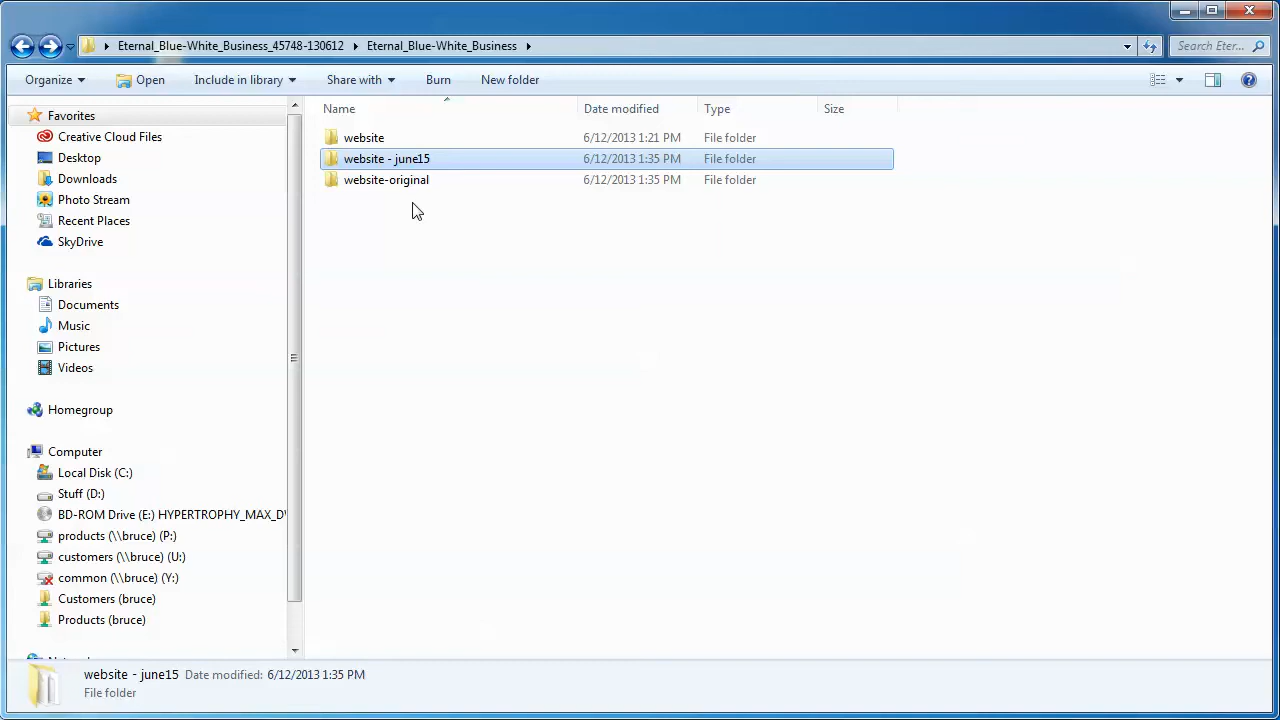 Eternal_Blue-White_Business_45748-130612 Eternal_Blue-White_Business
Search Eter...
Organize Open Include in library Share with Burn New folder
Favorites
Creative Cloud Files
Desktop
Downloads
Photo Stream
Recent Places
SkyDrive
Libraries
Documents
Music
Pictures
Videos
Homegroup
Computer
Local Disk (C:)
Stuff (D:)
BD-ROM Drive (E:) HYPERTROPHY_MAX_D
products (\\bruce) (P:)
customers (\\bruce) (U:)
common (\\bruce) (Y:)
Customers (bruce)
Products (bruce)
Name Date modified Type Size
website 6/12/2013 1:21 PM File folder
website - june15 6/12/2013 1:35 PM File folder
website-original 6/12/2013 1:35 PM File folder
website - june15 Date modified: 6/12/2013 1:35 PM
File folder